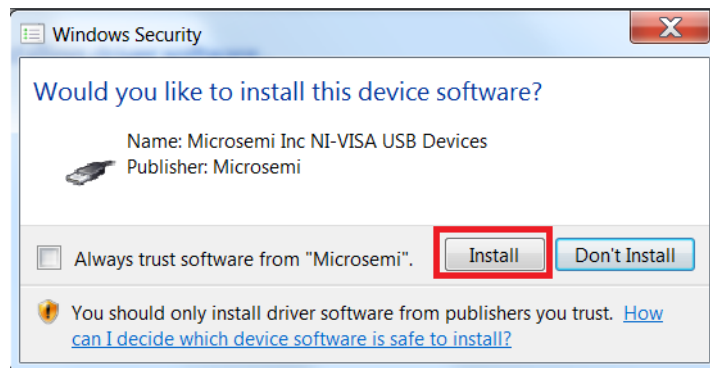 Windows Security
Would you like to install this device software?
Name: Microsemi Inc NI-VISA USB Devices
Publisher: Microsemi
Always trust software from "Microsemi".
Install
Don't Install
You should only install driver software from publishers you trust. How
can I decide which device software is safe to install?